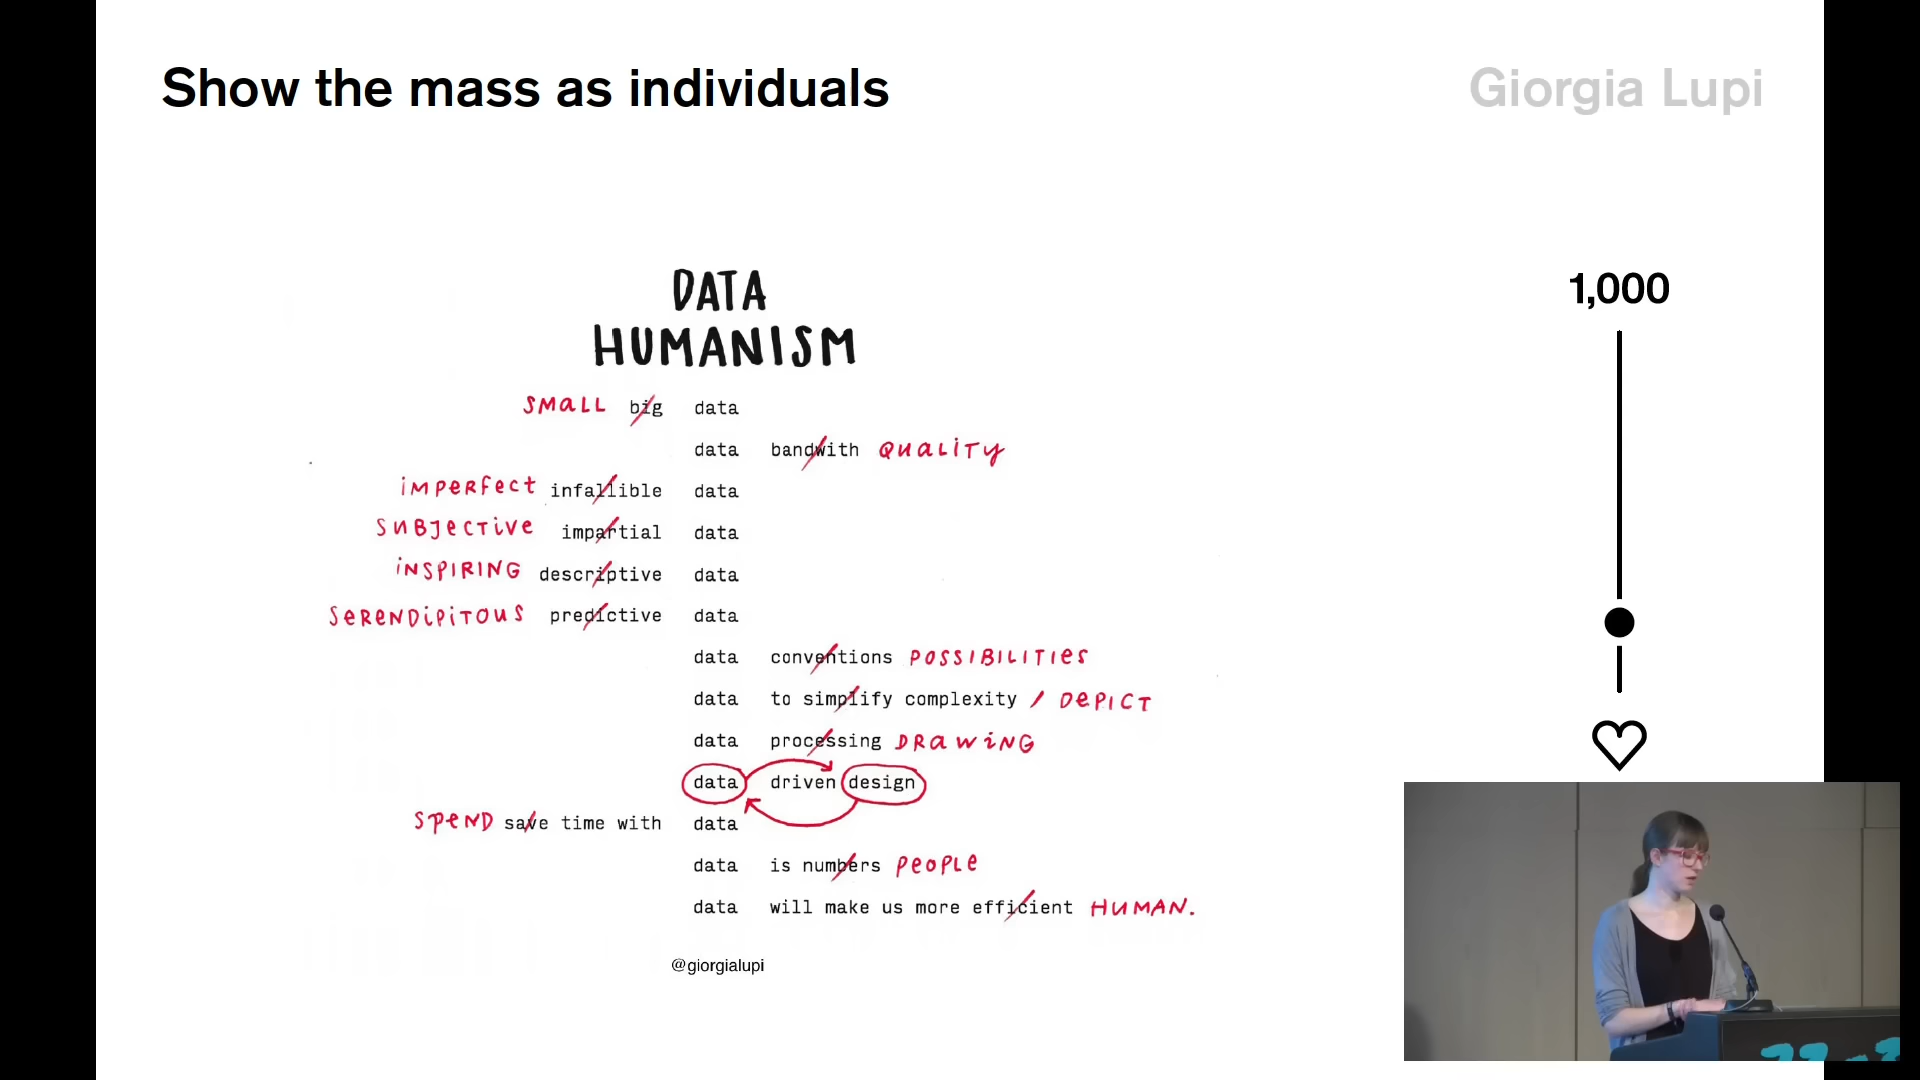 Show the mass as individuals
Giorgia Lupi
DATA
HUMANISM
1,000
SMALL big data
data bandwith QUALITY
IMPERFECT infallible data
SUBJECTIVE impartial data
INSPIRING descriptive data
SERENDIPITOUS predictive data
data conventions POSSIBILITIES
data to simplify complexity / DEPICT
data processing DRAWING
data driven design
SPEND save time with data
data is numbers PEOPLE
data will make us more efficient HUMAN.
@giorgialupi